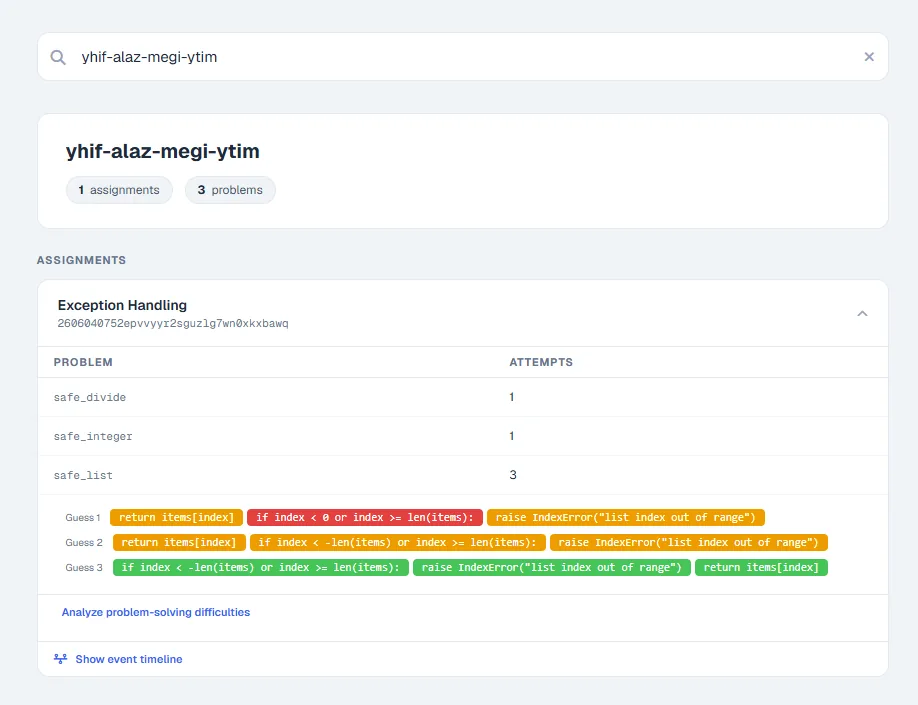 yhif-alaz-megi-ytim
yhif-alaz-megi-ytim
1 assignments 3 problems
ASSIGNMENTS
Exception Handling
2606040752epvvyyr2sguzlg7wn0xkxbawq
PROBLEM ATTEMPTS
safe_divide 1
safe_integer 1
safe_list 3
Guess 1 return items[index] if index < 0 or index >= len(items): raise IndexError("list index out of range")
Guess 2 return items[index] if index < -len(items) or index >= len(items): raise IndexError("list index out of range")
Guess 3 if index < -len(items) or index >= len(items): raise IndexError("list index out of range") return items[index]
Analyze problem-solving difficulties
Show event timeline